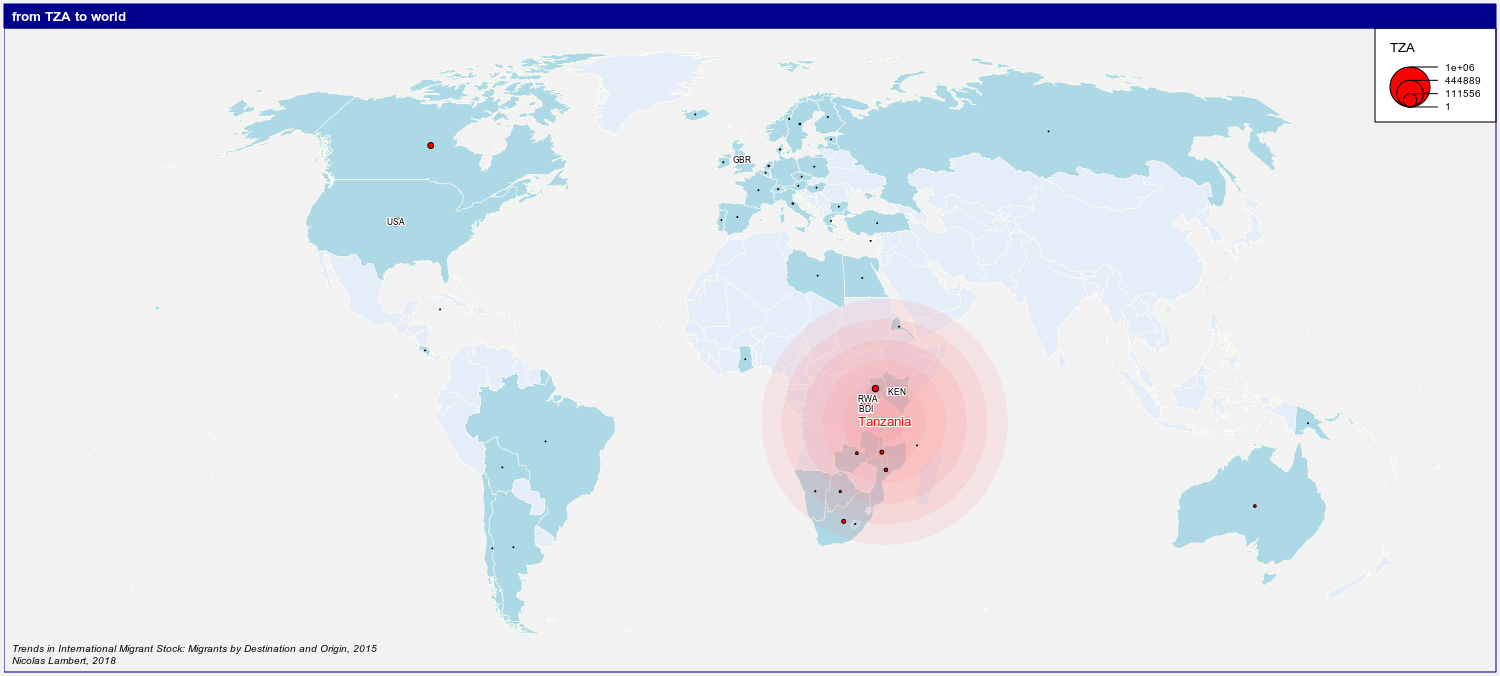 from TZA to world
TZA
1e+06
444889
111556
1
GBR
USA
KEN
RWA
BDI
Tanzania
Trends in International Migrant Stock: Migrants by Destination and Origin, 2015
Nicolas Lambert, 2018